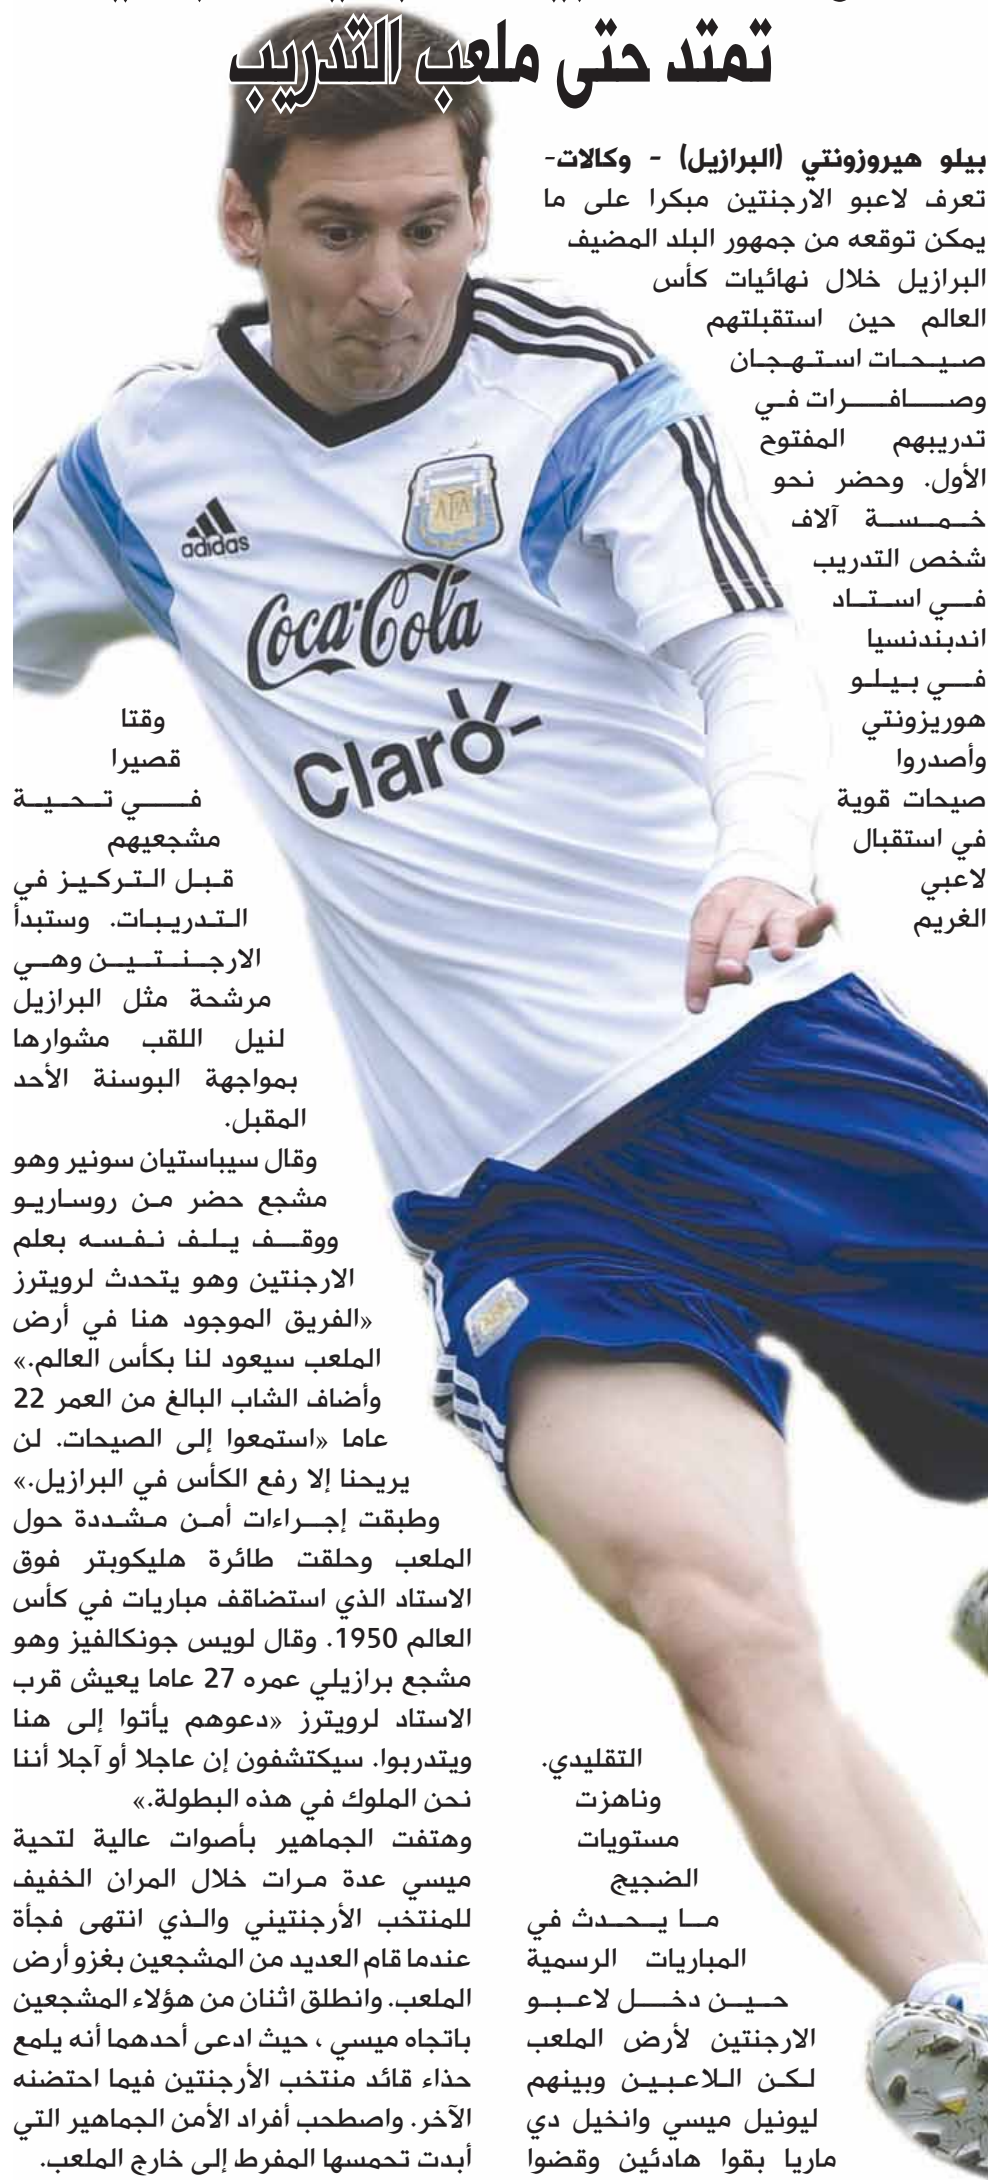 تمتد حتى ملعب التدريب
بيلو هيروزونتي (البرازيل) - وكالات-
تعرف لاعبو الارجنتين مبكرا على ما
يمكن توقعه من جمهور البلد المضيف
البرازيل خلال نهائيات كأس
العالم حين استقبلتهم
صيحات استهجان
وصافرات في
تدريبهم المفتوح
الأول. وحضر نحو
خمسة آلاف
شخص التدريب
في استاد
اندبندنسيا
في بيلو
هوريزونتي
وأصدروا
صيحات قوية
في استقبال
لاعبي
الغريم
التقليدي.
وناهزت
مستويات
الضجيج
ما يحدث في
المباريات الرسمية
حين دخل لاعبو
الارجنتين لأرض الملعب
لكن اللاعبين وبينهم
ليونيل ميسي وانخيل دي
ماريا بقوا هادئين وقضوا
وقتا
قصيرا
في تحية
مشجعيهم
قبل التركيز في
التدريبات. وستبدأ
الارجنتين وهي
مرشحة مثل البرازيل
لنيل اللقب مشوارها
بمواجهة البوسنة الأحد
المقبل.
وقال سيباستيان سونير وهو
مشجع حضر من روساريو
ووقف يلف نفسه بعلم
الارجنتين وهو يتحدث لرويترز
«الفريق الموجود هنا في أرض
الملعب سيعود لنا بكأس العالم.»
وأضاف الشاب البالغ من العمر 22
عاما «استمعوا إلى الصيحات. لن
يريحنا إلا رفع الكأس في البرازيل.»
وطبقت إجراءات أمن مشددة حول
الملعب وحلقت طائرة هليكوبتر فوق
الاستاد الذي استضاقف مباريات في كأس
العالم 1950. وقال لويس جونكالفيز وهو
مشجع برازيلي عمره 27 عاما يعيش قرب
الاستاد لرويترز «دعوهم يأتوا إلى هنا
ويتدربوا. سيكتشفون إن عاجلا أو آجلا أننا
نحن الملوك في هذه البطولة.»
وهتفت الجماهير بأصوات عالية لتحية
ميسي عدة مرات خلال المران الخفيف
للمنتخب الأرجنتيني والذي انتهى فجأة
عندما قام العديد من المشجعين بغزو أرض
الملعب. وانطلق اثنان من هؤلاء المشجعين
باتجاه ميسي ، حيث ادعى أحدهما أنه يلمع
حذاء قائد منتخب الأرجنتين فيما احتضنه
الآخر. واصطحب أفراد الأمن الجماهير التي
أبدت تحمسها المفرط إلى خارج الملعب.
adidas
AFA
Coca-Cola
Claro